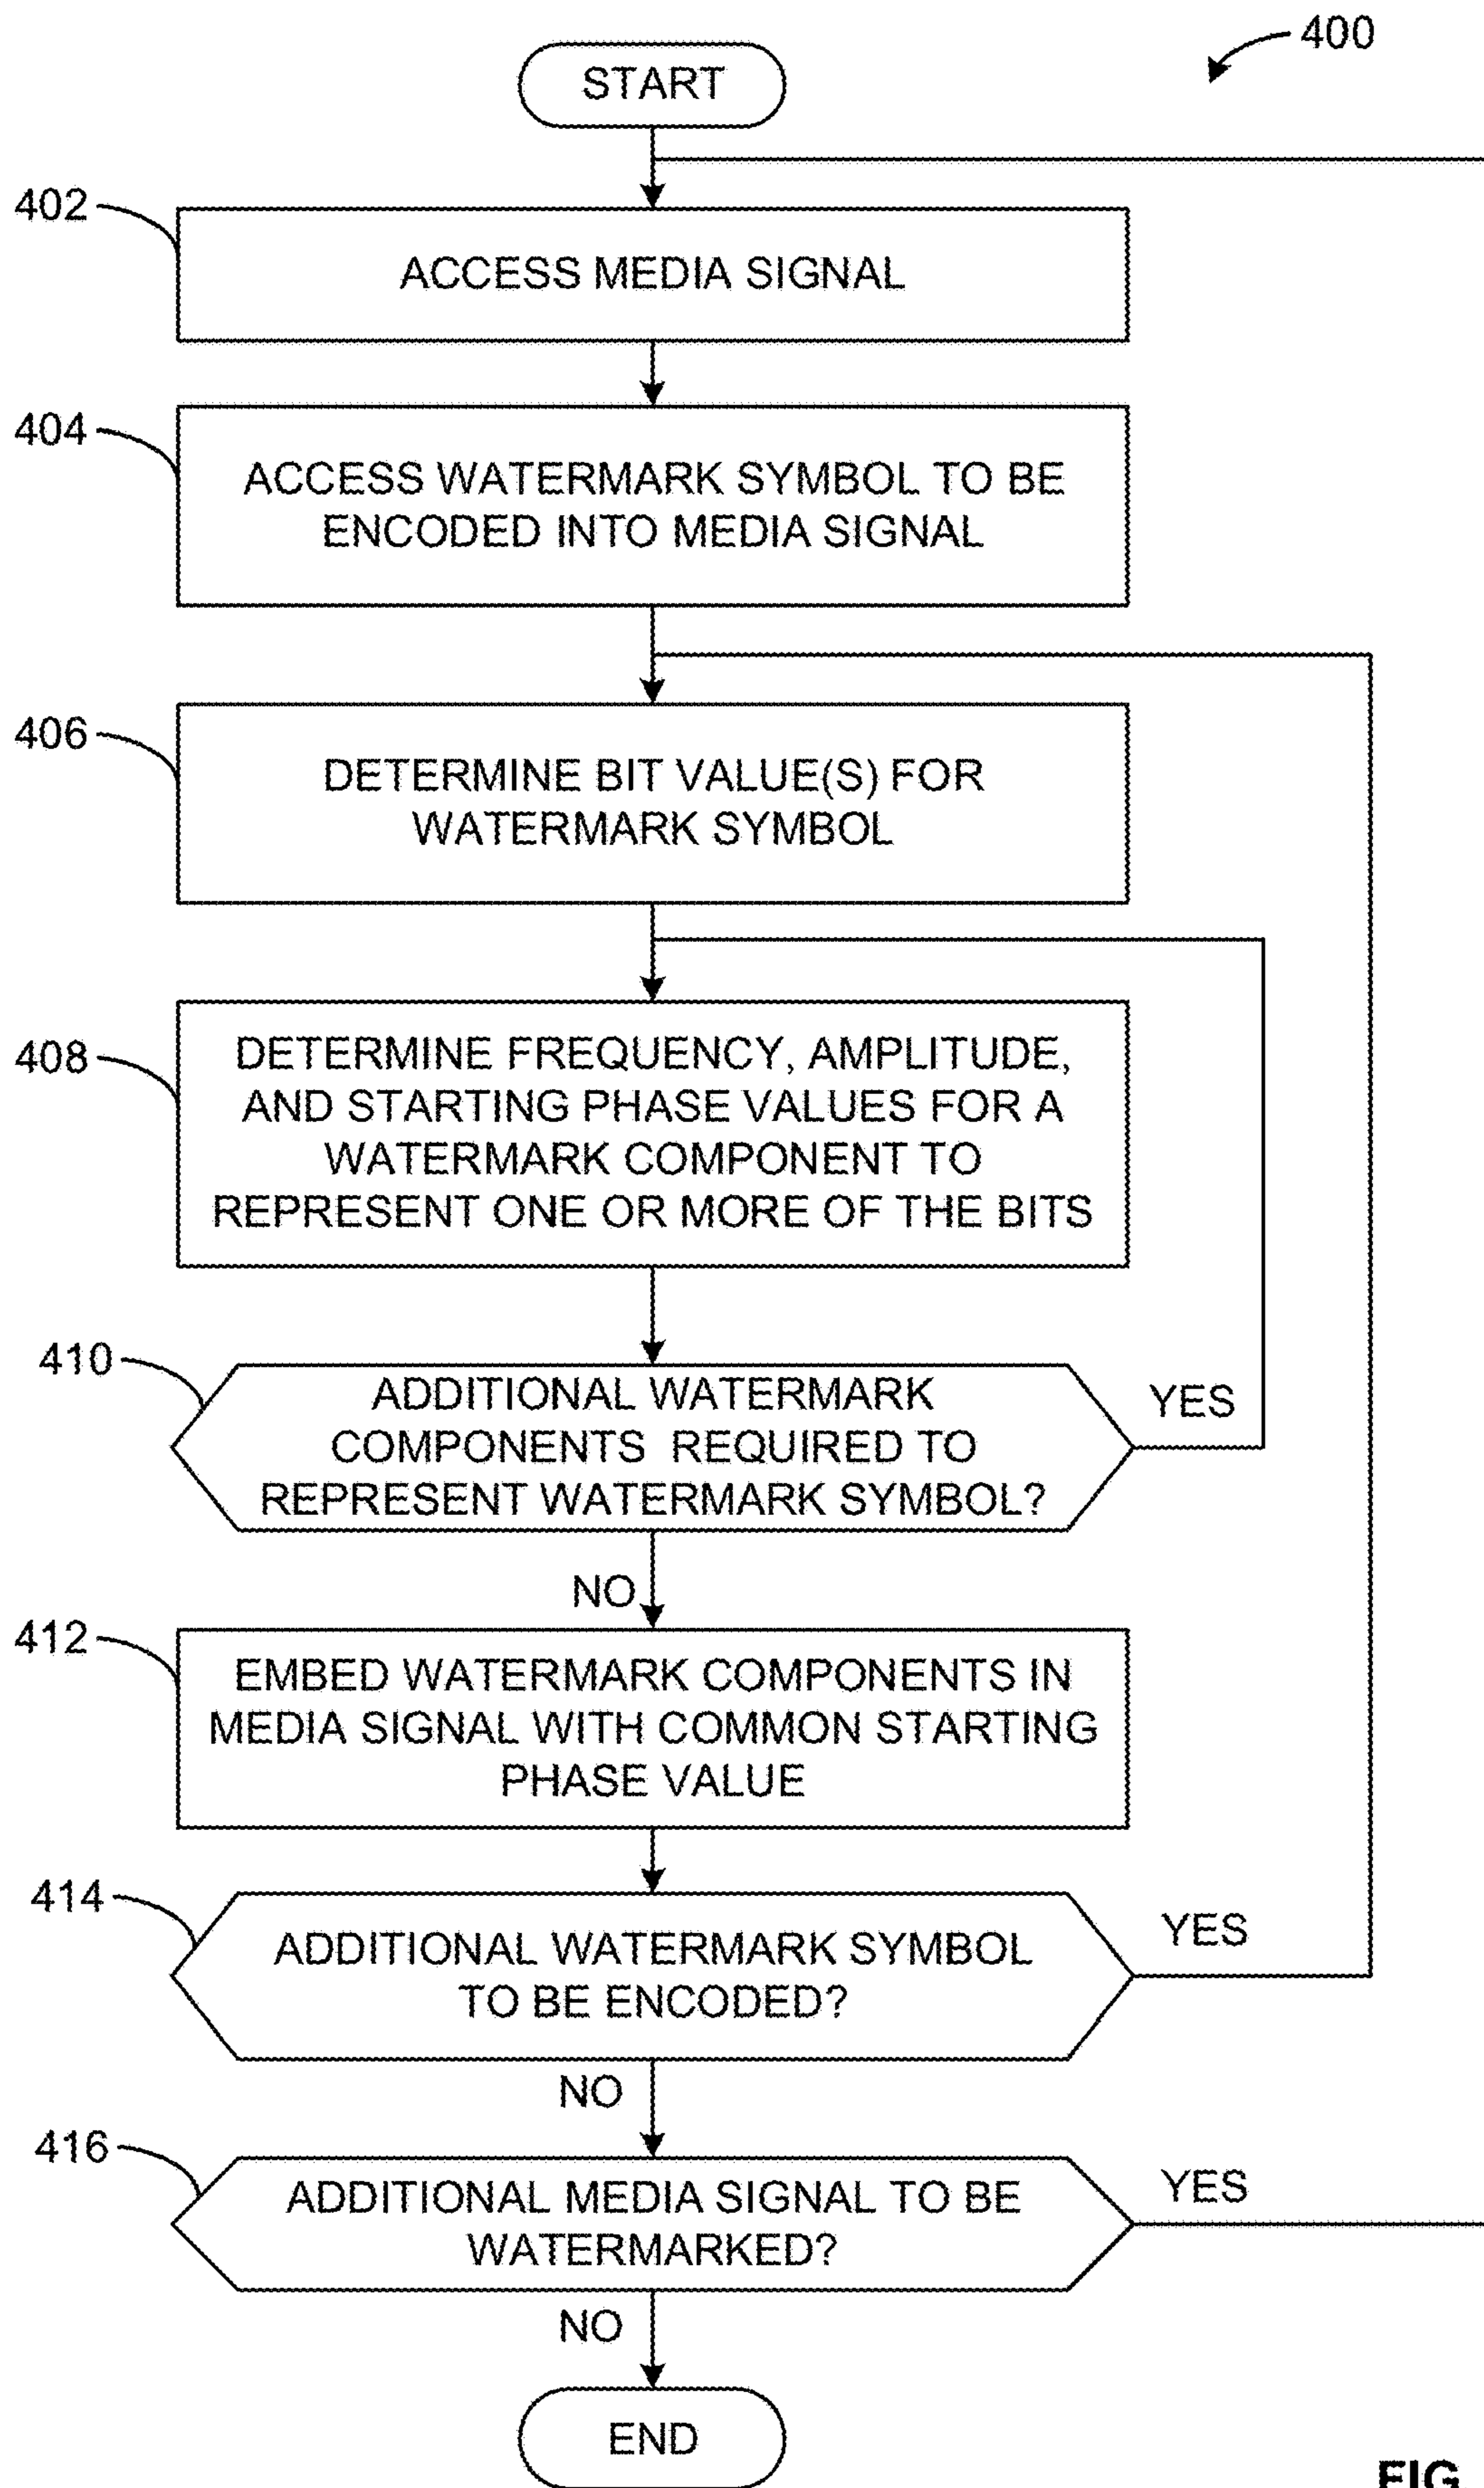 400
START
402
ACCESS MEDIA SIGNAL
404
ACCESS WATERMARK SYMBOL TO BE
ENCODED INTO MEDIA SIGNAL
406
DETERMINE BIT VALUE(S) FOR
WATERMARK SYMBOL
408
DETERMINE FREQUENCY, AMPLITUDE,
AND STARTING PHASE VALUES FOR A
WATERMARK COMPONENT TO
REPRESENT ONE OR MORE OF THE BITS
410
ADDITIONAL WATERMARK
COMPONENTS REQUIRED TO
REPRESENT WATERMARK SYMBOL?
YES
NO
412
EMBED WATERMARK COMPONENTS IN
MEDIA SIGNAL WITH COMMON STARTING
PHASE VALUE
414
ADDITIONAL WATERMARK SYMBOL
TO BE ENCODED?
YES
NO
416
ADDITIONAL MEDIA SIGNAL TO BE
WATERMARKED?
YES
NO
END
FIG